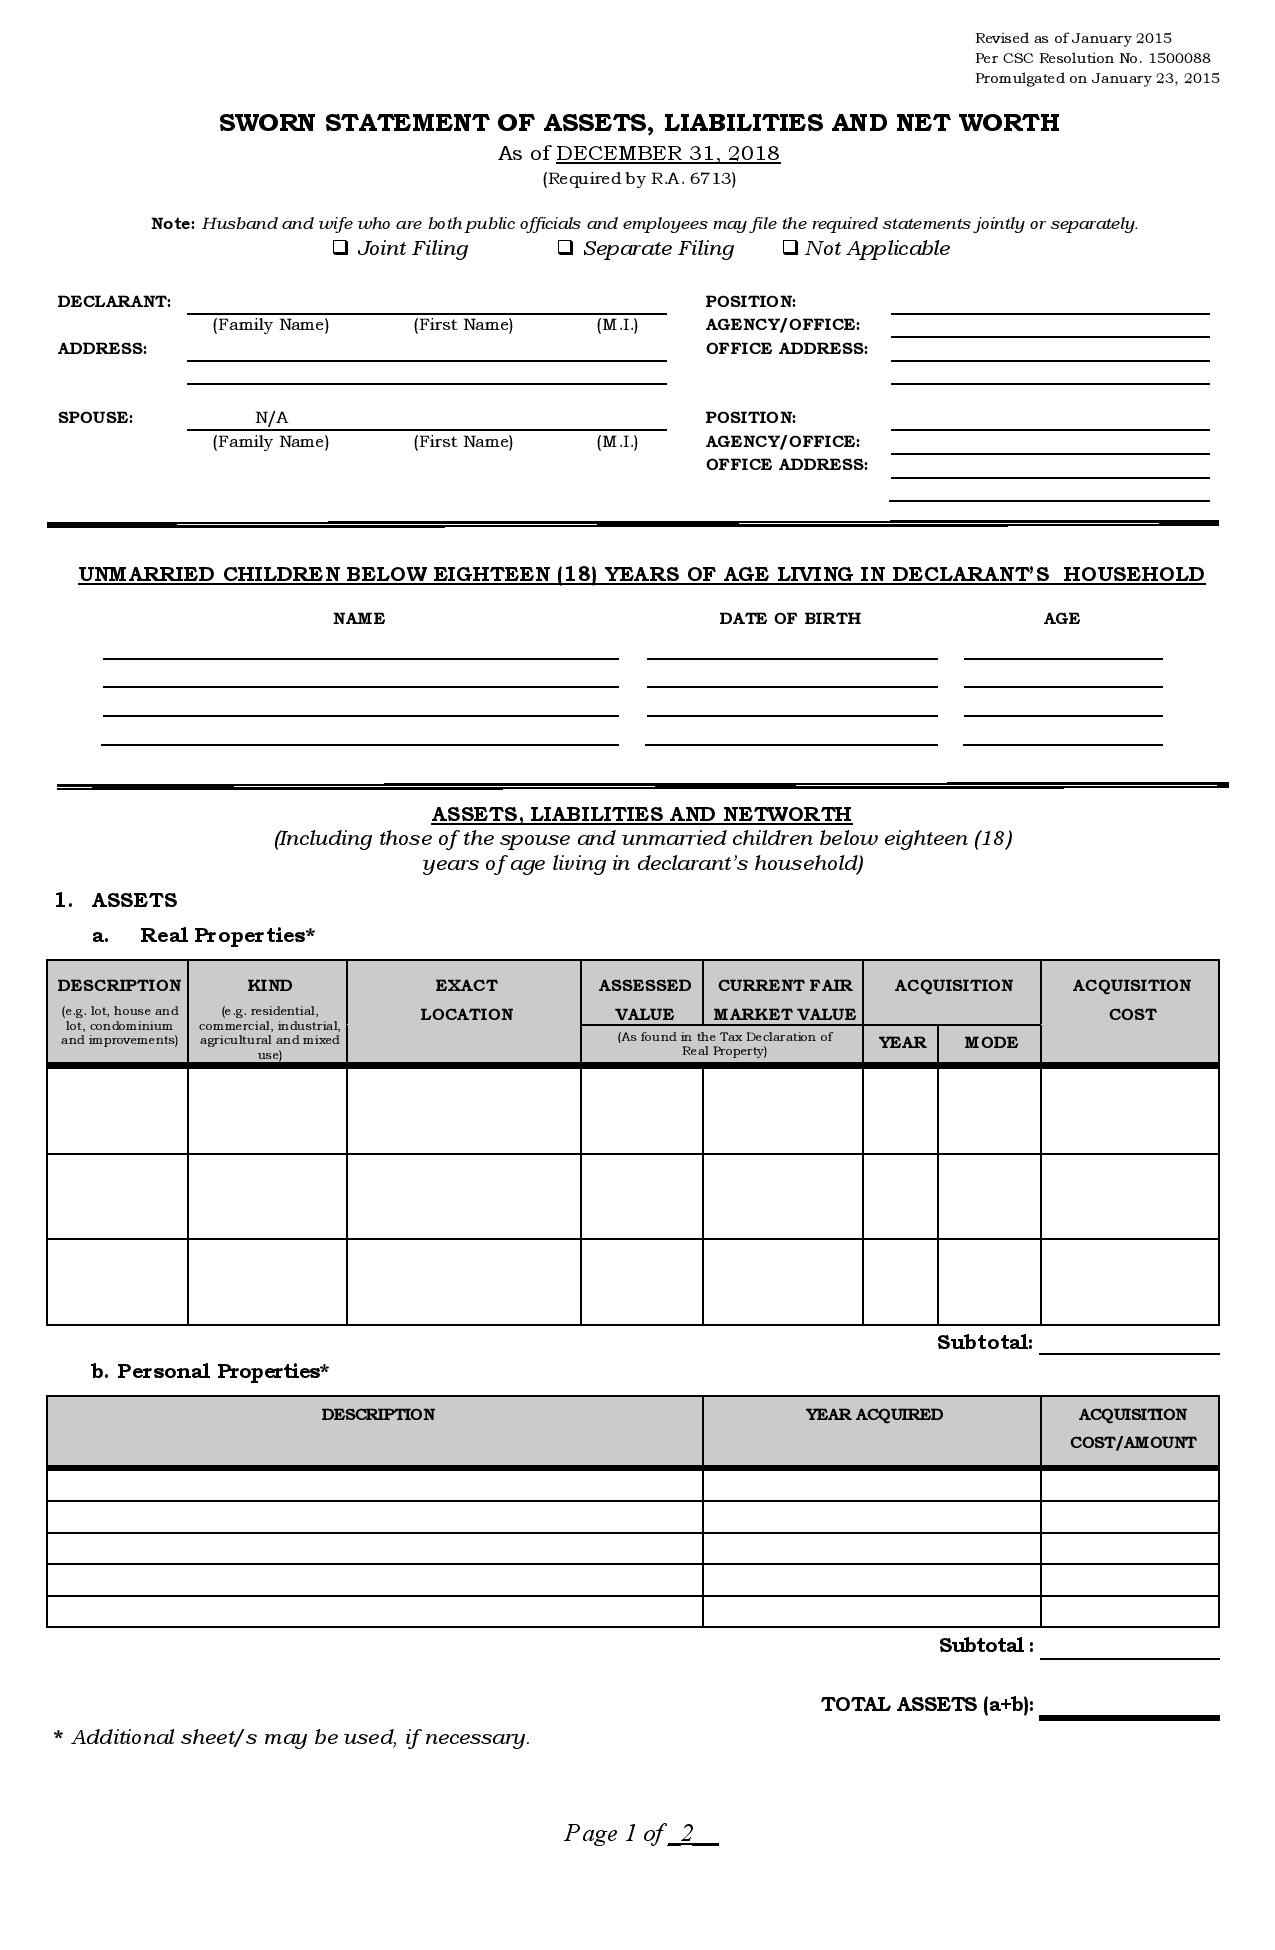 Revised as of January 2015
Per CSC Resolution No. 1500088
Promulgated on January 23, 2015
SWORN STATEMENT OF ASSETS, LIABILITIES AND NET WORTH
As of DECEMBER 31, 2018
(Required by R.A. 6713)
Note: Husband and wife who are both public officials and employees may file the required statements jointly or separately.
❑ Joint Filing ❑ Separate Filing ❑ Not Applicable
DECLARANT: POSITION:
(Family Name) (First Name) (M.I.) AGENCY/OFFICE:
ADDRESS: OFFICE ADDRESS:
SPOUSE: N/A POSITION:
(Family Name) (First Name) (M.I.) AGENCY/OFFICE:
OFFICE ADDRESS:
UNMARRIED CHILDREN BELOW EIGHTEEN (18) YEARS OF AGE LIVING IN DECLARANT'S HOUSEHOLD
NAME DATE OF BIRTH AGE
ASSETS, LIABILITIES AND NETWORTH
(Including those of the spouse and unmarried children below eighteen (18)
years of age living in declarant's household)
1. ASSETS
a. Real Properties*
DESCRIPTION
(e.g. lot, house and
lot, condominium
and improvements)
KIND
(e.g. residential,
commercial, industrial,
agricultural and mixed
use)
EXACT
LOCATION
ASSESSED
VALUE
CURRENT FAIR
MARKET VALUE
(As found in the Tax Declaration of
Real Property)
ACQUISITION
YEAR MODE
ACQUISITION
COST
Subtotal:
b. Personal Properties*
DESCRIPTION
YEAR ACQUIRED
ACQUISITION
COST/AMOUNT
Subtotal :
TOTAL ASSETS (a+b):
* Additional sheet/s may be used, if necessary.
Page 1 of _2__